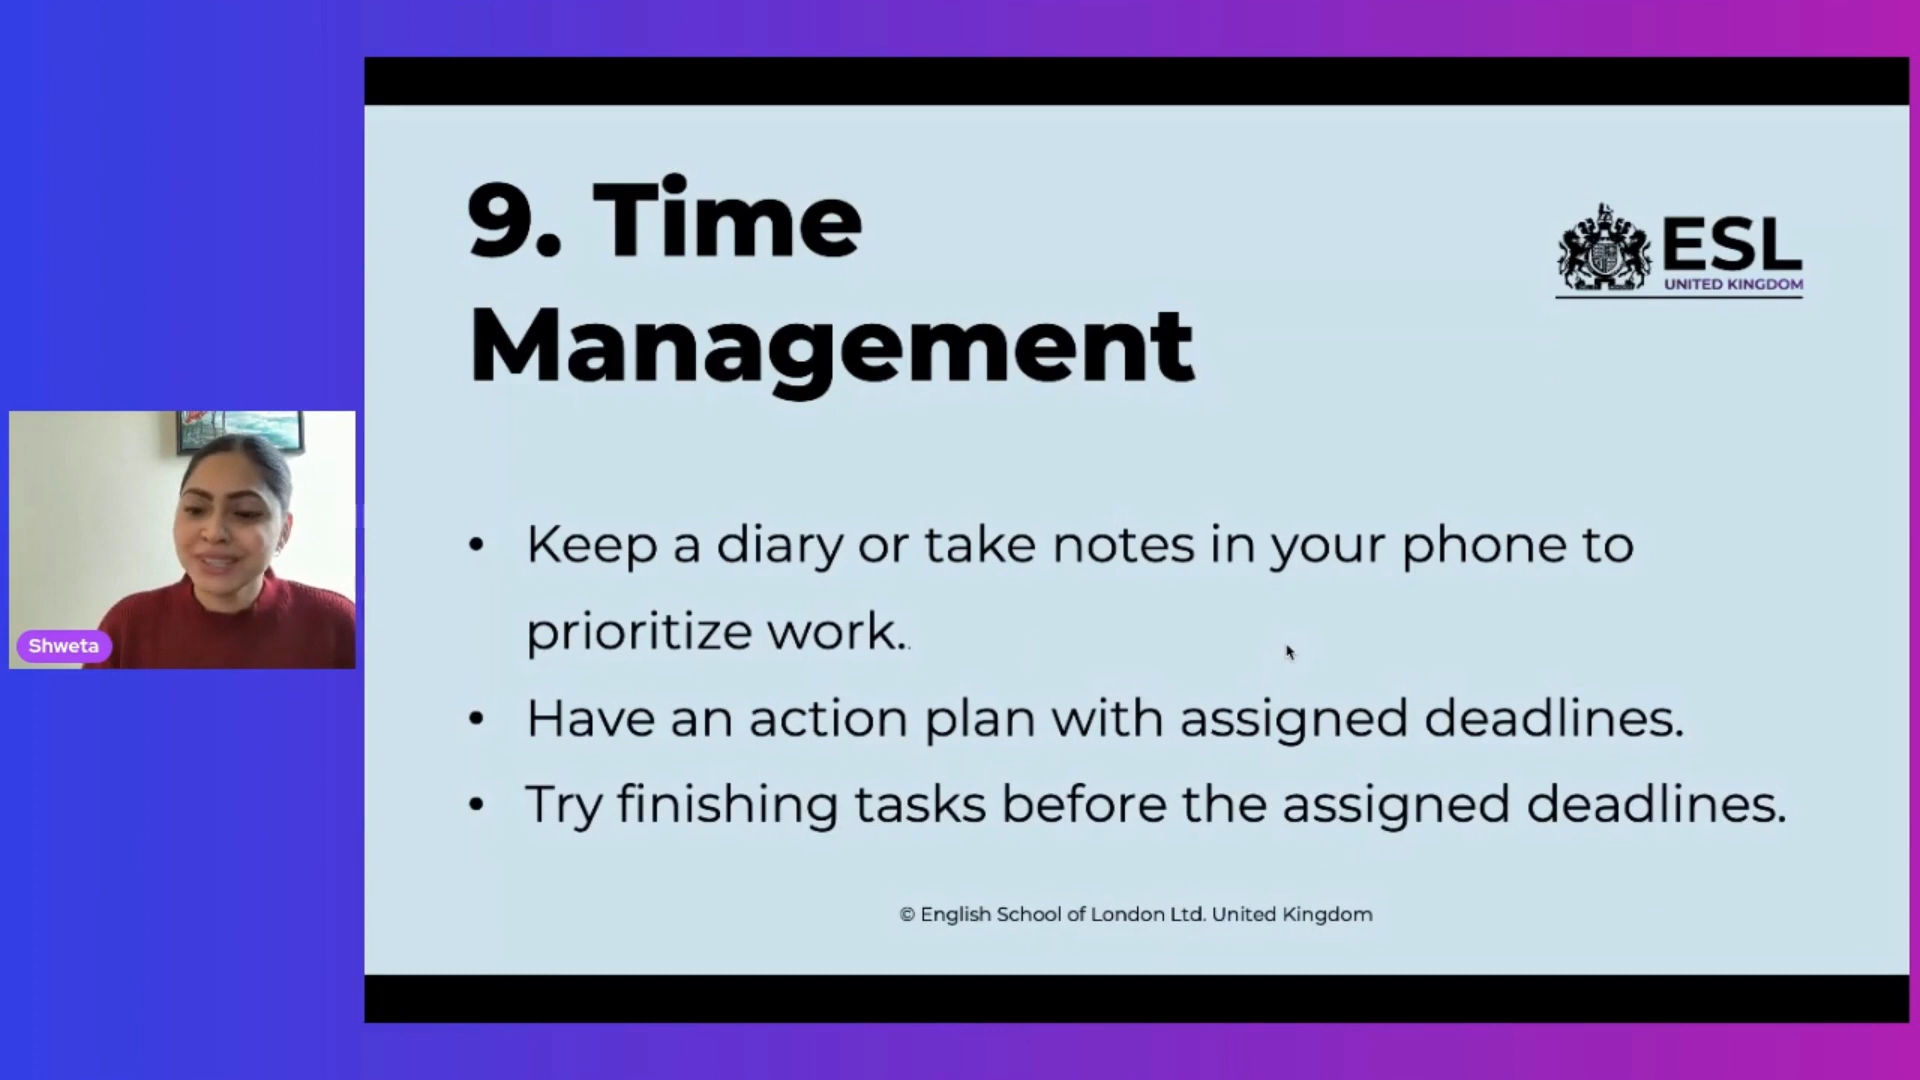 9. Time
Management
ESL
UNITED KINGDOM
• Keep a diary or take notes in your phone to
prioritize work..
• Have an action plan with assigned deadlines.
• Try finishing tasks before the assigned deadlines.
© English School of London Ltd. United Kingdom
Shweta